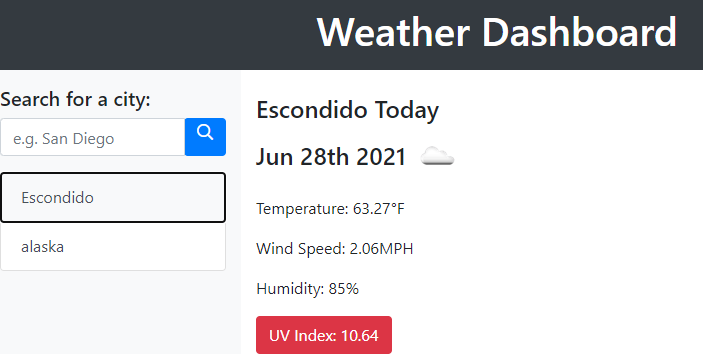 Weather Dashboard
Search for a city:
e.g. San Diego
Escondido
alaska
Escondido Today
Jun 28th 2021
Temperature: 63.27°F
Wind Speed: 2.06MPH
Humidity: 85%
UV Index: 10.64